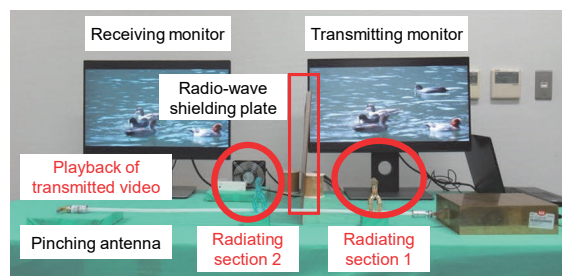 Receiving monitor
Transmitting monitor
Radio-wave
shielding plate
Playback of
transmitted video
Pinching antenna
Radiating
section 2
Radiating
section 1